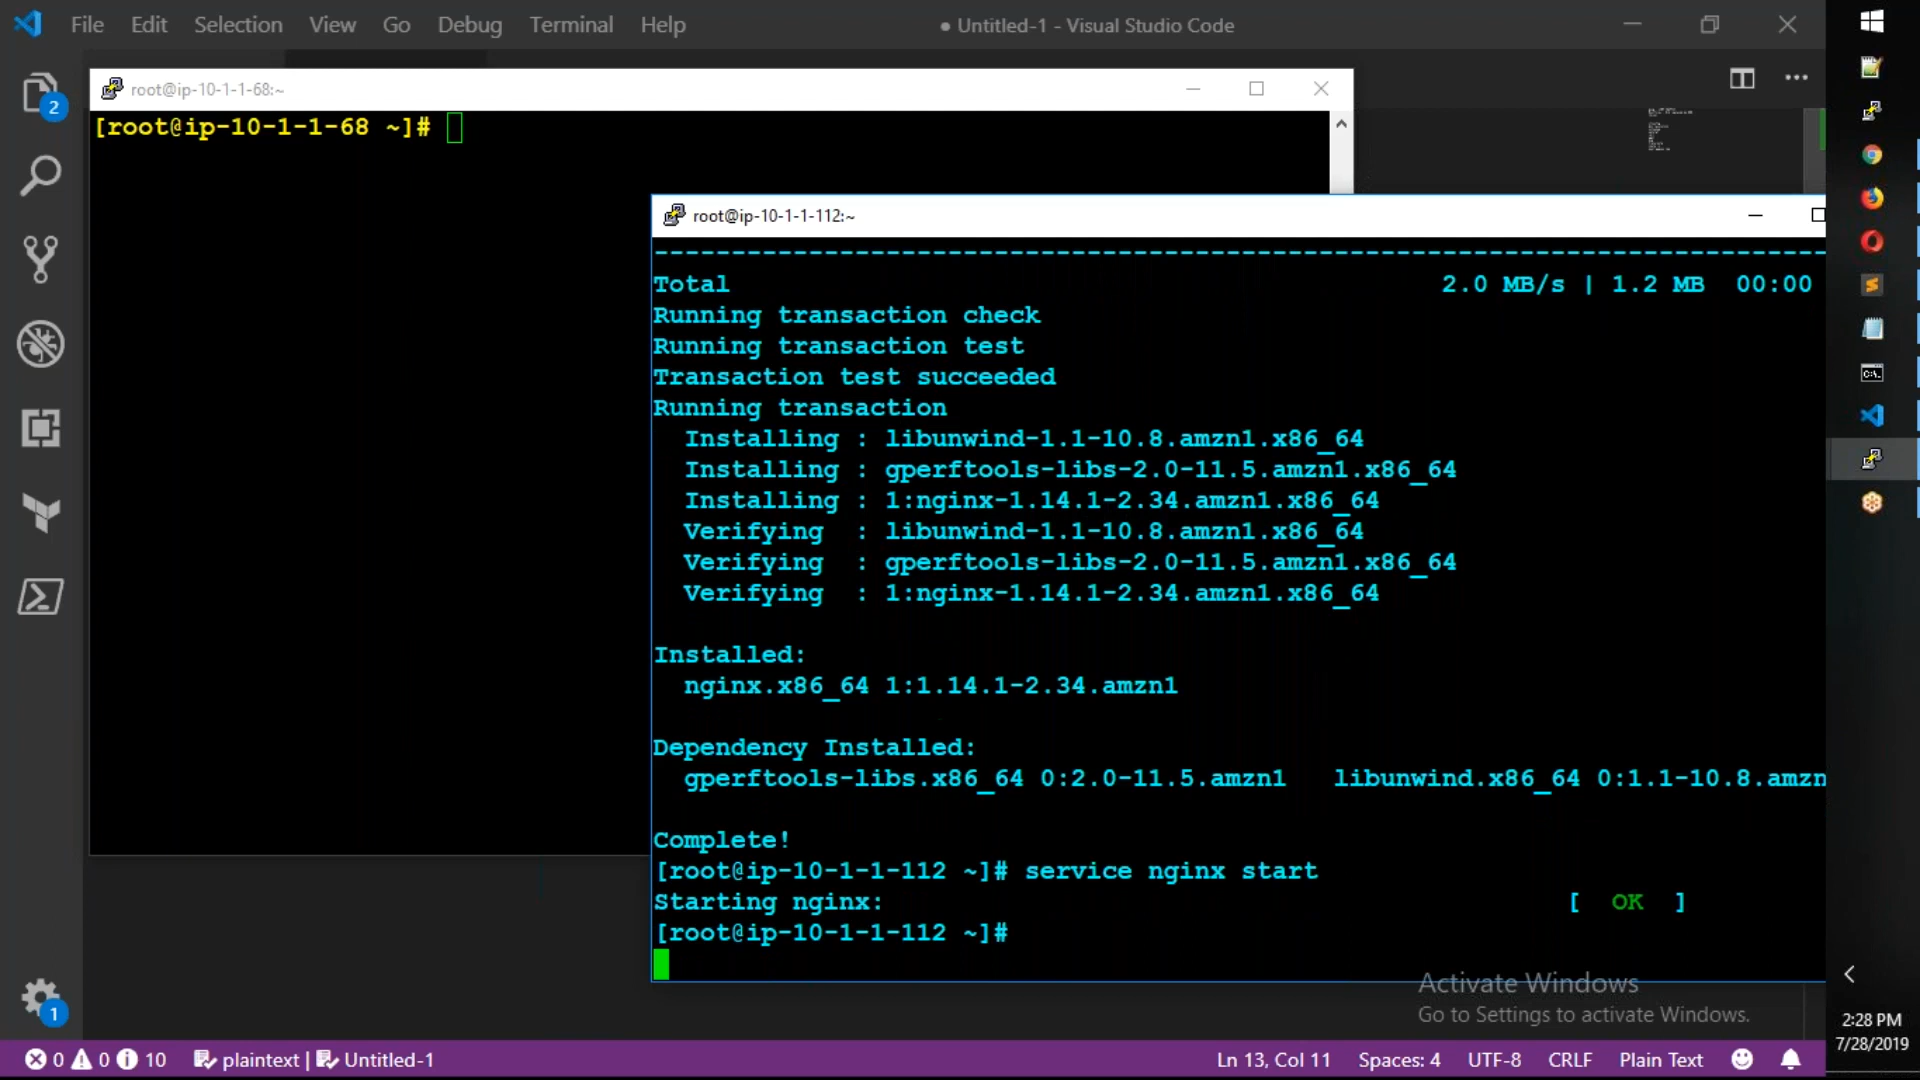 File Edit Selection View Go Debug Terminal Help
● Untitled-1 - Visual Studio Code
2
root@ip-10-1-1-68:~
[root@ip-10-1-1-68 ~]#
root@ip-10-1-1-112:~
--------------------------------------------------------------------------------
Total 2.0 MB/s | 1.2 MB 00:00
Running transaction check
Running transaction test
Transaction test succeeded
Running transaction
Installing : libunwind-1.1-10.8.amzn1.x86_64
Installing : gperftools-libs-2.0-11.5.amzn1.x86_64
Installing : 1:nginx-1.14.1-2.34.amzn1.x86_64
Verifying : libunwind-1.1-10.8.amzn1.x86_64
Verifying : gperftools-libs-2.0-11.5.amzn1.x86_64
Verifying : 1:nginx-1.14.1-2.34.amzn1.x86_64
Installed:
nginx.x86_64 1:1.14.1-2.34.amzn1
Dependency Installed:
gperftools-libs.x86_64 0:2.0-11.5.amzn1 libunwind.x86_64 0:1.1-10.8.amzn
Complete!
[root@ip-10-1-1-112 ~]# service nginx start
Starting nginx: [ OK ]
[root@ip-10-1-1-112 ~]#
Activate Windows
Go to Settings to activate Windows.
1
0 0 10 plaintext | Untitled-1
Ln 13, Col 11 Spaces: 4 UTF-8 CRLF Plain Text
2:28 PM
7/28/2019